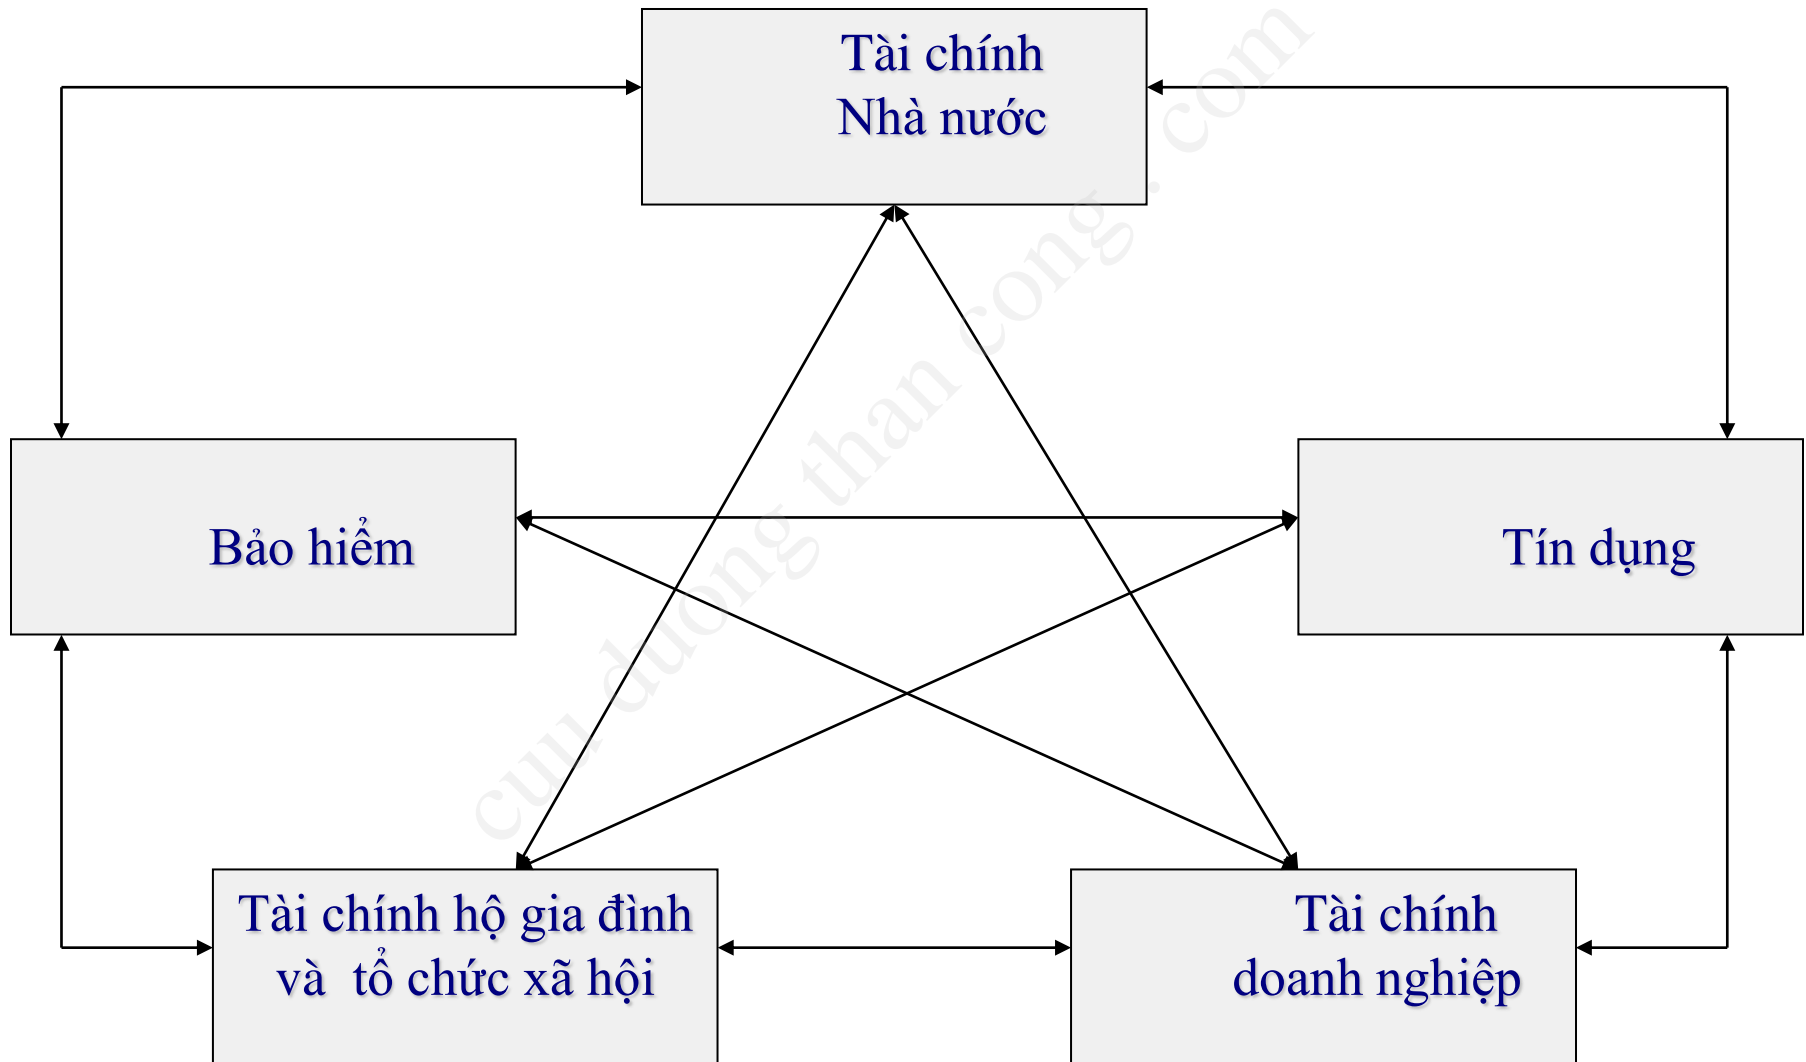 Tài chính
Nhà nước
Bảo hiểm
Tín dụng
Tài chính hộ gia đình
và tổ chức xã hội
Tài chính
doanh nghiệp
cuu duong than cong . com